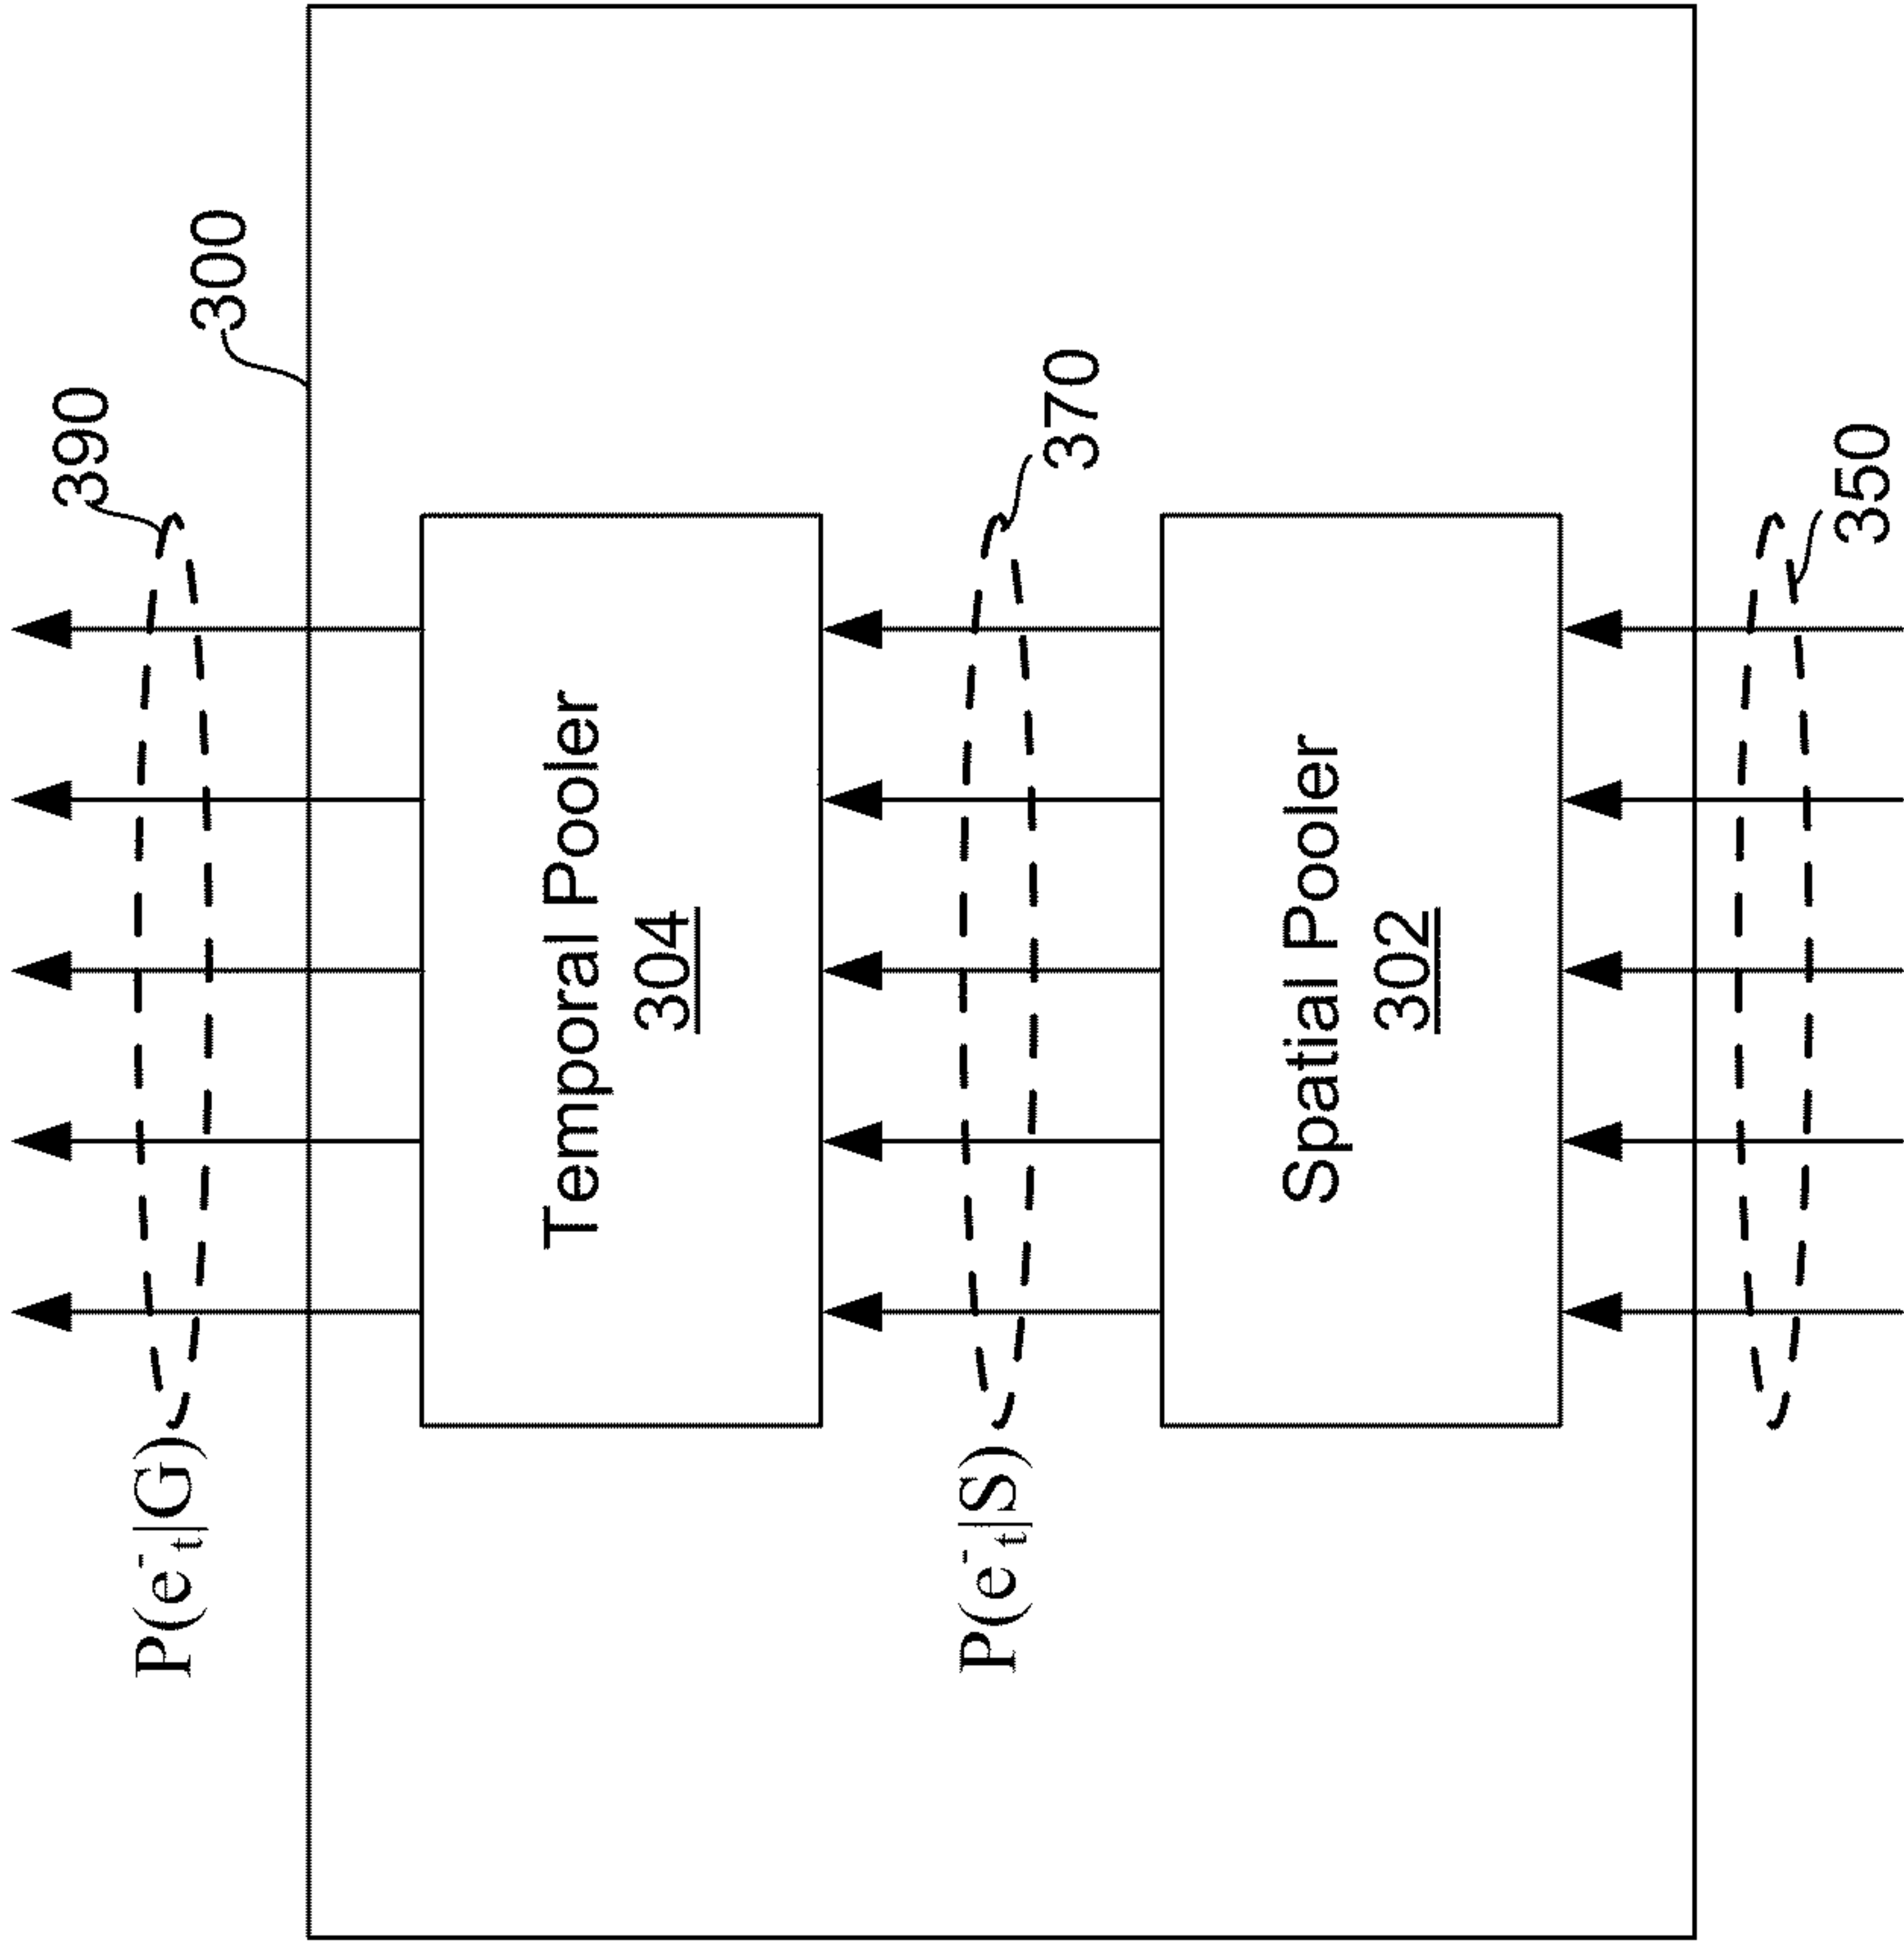 390
300
P(e⁻ₜ|G)
Temporal Pooler
304
370
P(e⁻ₜ|S)
Spatial Pooler
302
350